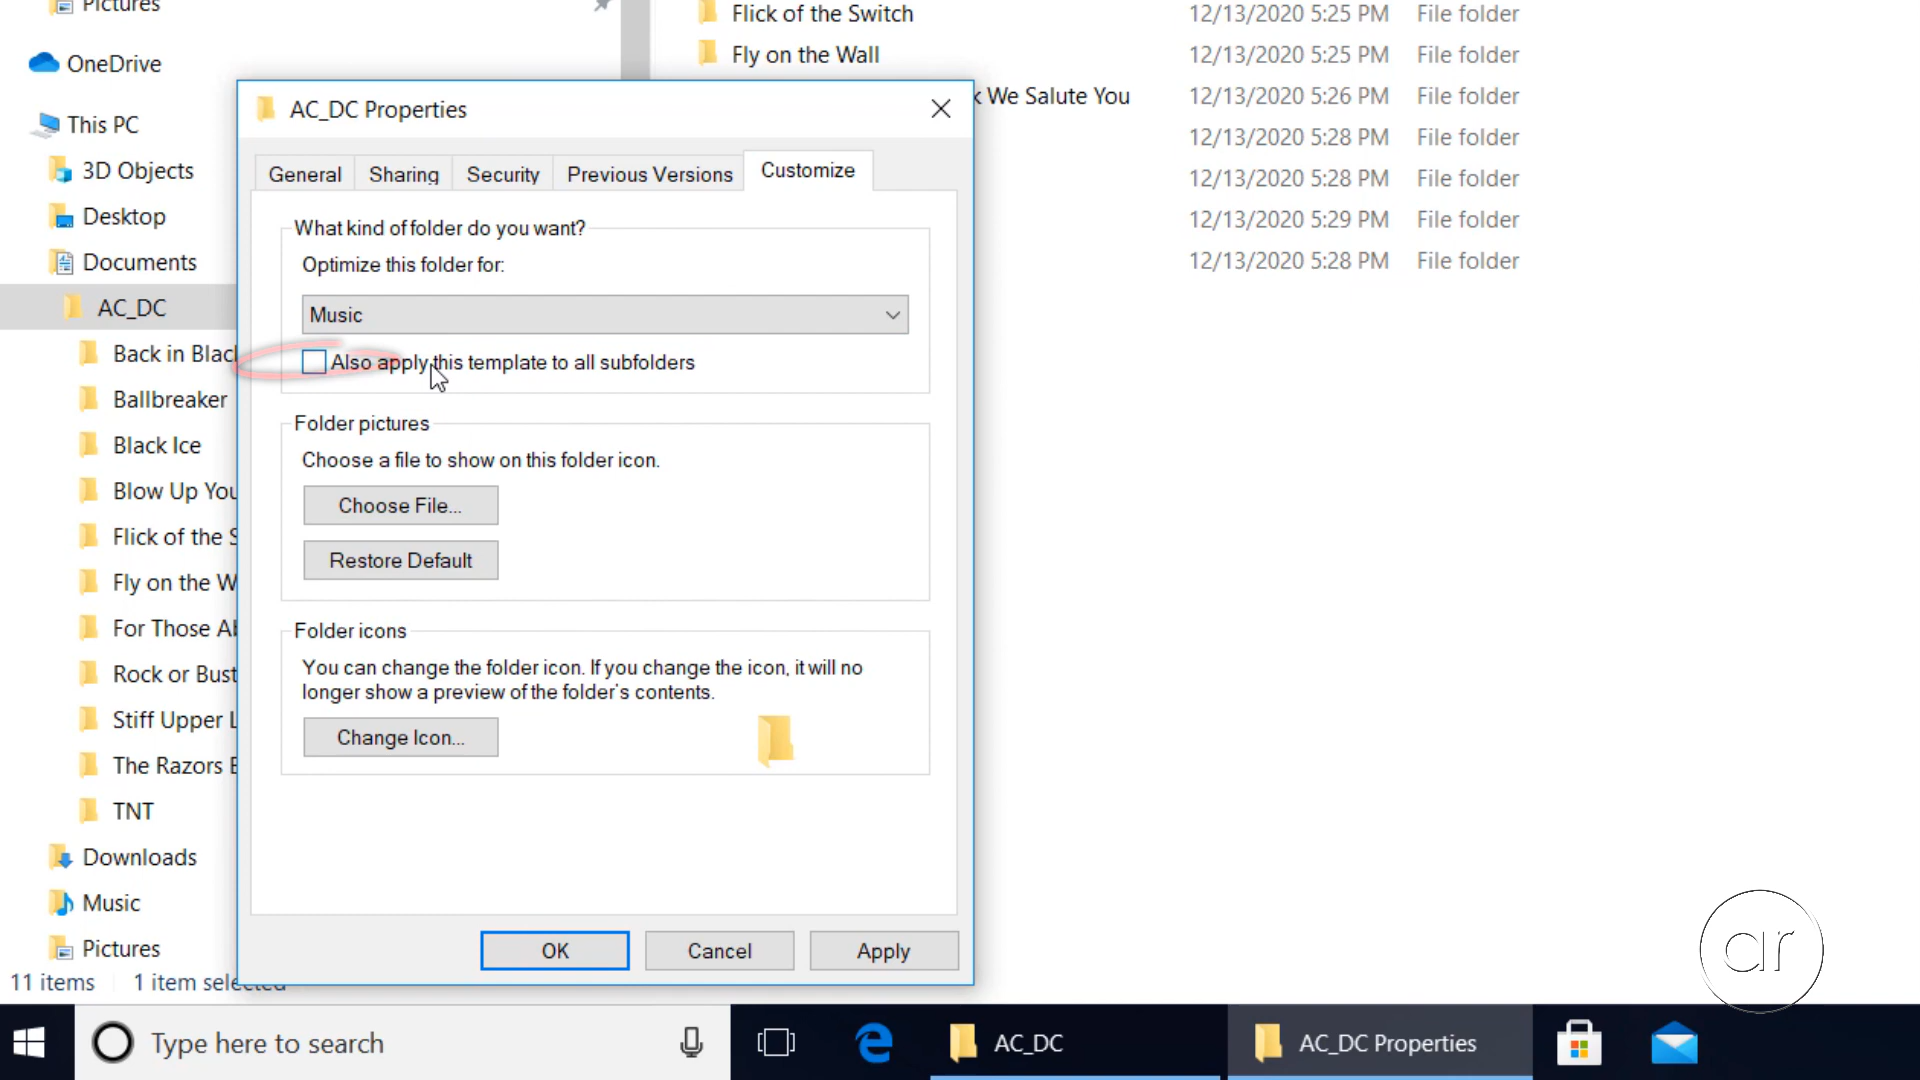 Pictures
OneDrive
This PC
3D Objects
Desktop
Documents
AC_DC
Back in Blac
Ballbreaker
Black Ice
Blow Up You
Flick of the S
Fly on the W
For Those Ab
Rock or Bust
Stiff Upper L
The Razors E
TNT
Downloads
Music
Pictures
11 items 1 item selected
Flick of the Switch 12/13/2020 5:25 PM File folder
Fly on the Wall 12/13/2020 5:25 PM File folder
k We Salute You 12/13/2020 5:26 PM File folder
12/13/2020 5:28 PM File folder
12/13/2020 5:28 PM File folder
12/13/2020 5:29 PM File folder
12/13/2020 5:28 PM File folder
AC_DC Properties
General Sharing Security Previous Versions Customize
What kind of folder do you want?
Optimize this folder for:
Music
Also apply this template to all subfolders
Folder pictures
Choose a file to show on this folder icon.
Choose File...
Restore Default
Folder icons
You can change the folder icon. If you change the icon, it will no
longer show a preview of the folder's contents.
Change Icon...
OK Cancel Apply
ar
Type here to search AC_DC AC_DC Properties